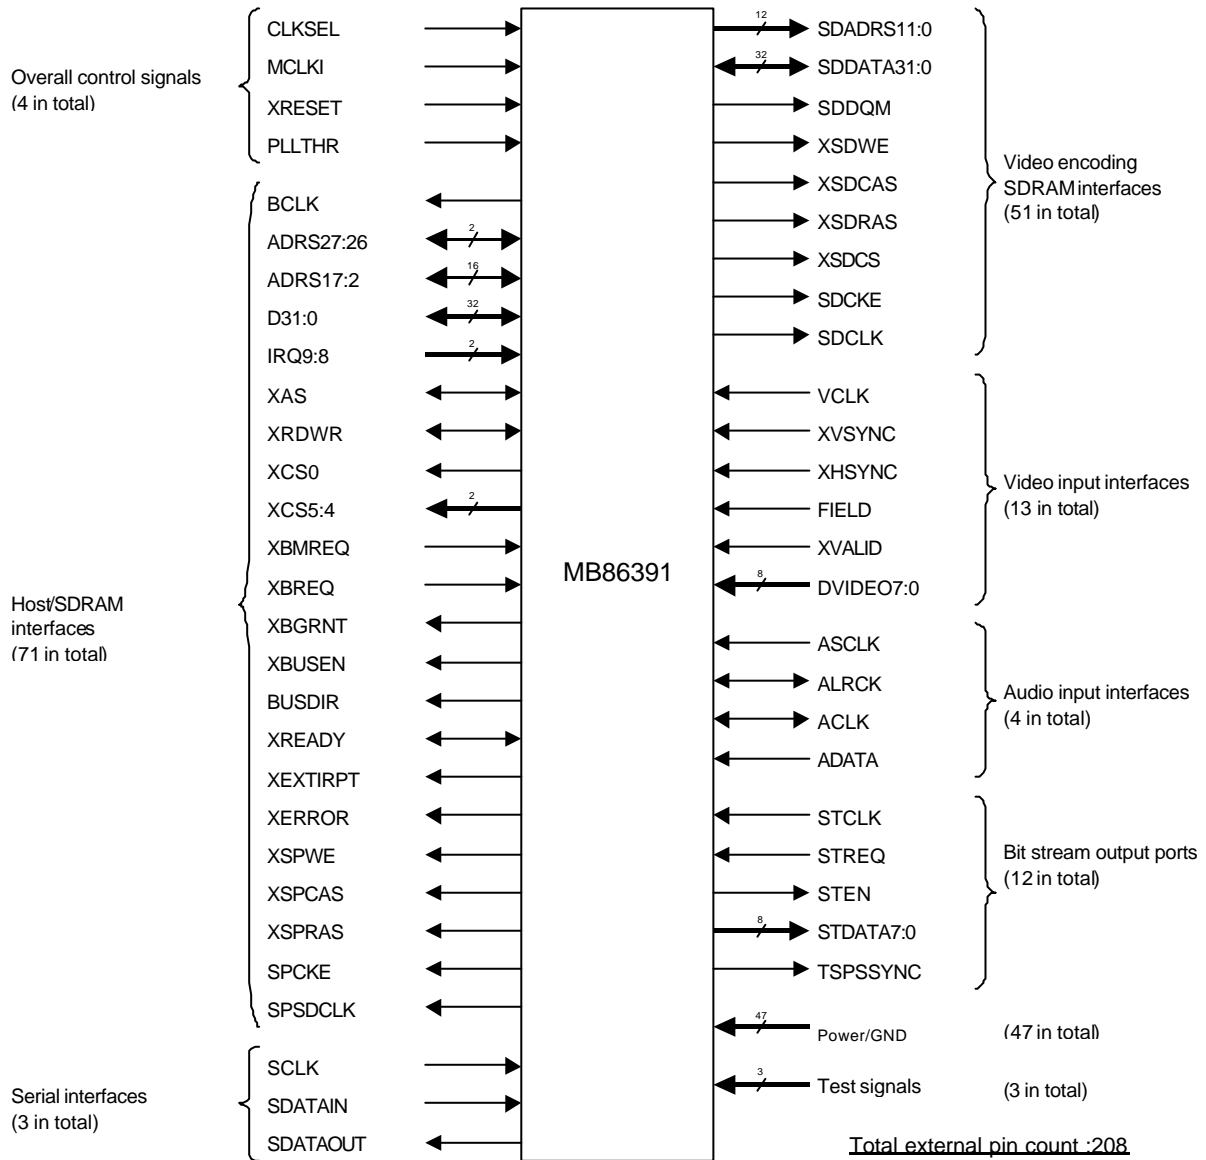 Overall control signals
(4 in total)
CLKSEL
MCLKI
XRESET
PLLTHR
Host/SDRAM
interfaces
(71 in total)
BCLK
ADRS27:26
2
ADRS17:2
16
D31:0
32
IRQ9:8
2
XAS
XRDWR
XCS0
XCS5:4
2
XBMREQ
XBREQ
XBGRNT
XBUSEN
BUSDIR
XREADY
XEXTIRPT
XERROR
XSPWE
XSPCAS
XSPRAS
SPCKE
SPSDCLK
Serial interfaces
(3 in total)
SCLK
SDATAIN
SDATAOUT
MB86391
12
SDADRS11:0
32
SDDATA31:0
SDDQM
XSDWE
XSDCAS
XSDRAS
XSDCS
SDCKE
SDCLK
Video encoding
SDRAM interfaces
(51 in total)
VCLK
XVSYNC
XHSYNC
FIELD
XVALID
8
DVIDEO7:0
Video input interfaces
(13 in total)
ASCLK
ALRCK
ACLK
ADATA
Audio input interfaces
(4 in total)
STCLK
STREQ
STEN
8
STDATA7:0
TSPSSYNC
Bit stream output ports
(12 in total)
47
Power/GND
(47 in total)
3
Test signals
(3 in total)
Total external pin count :208